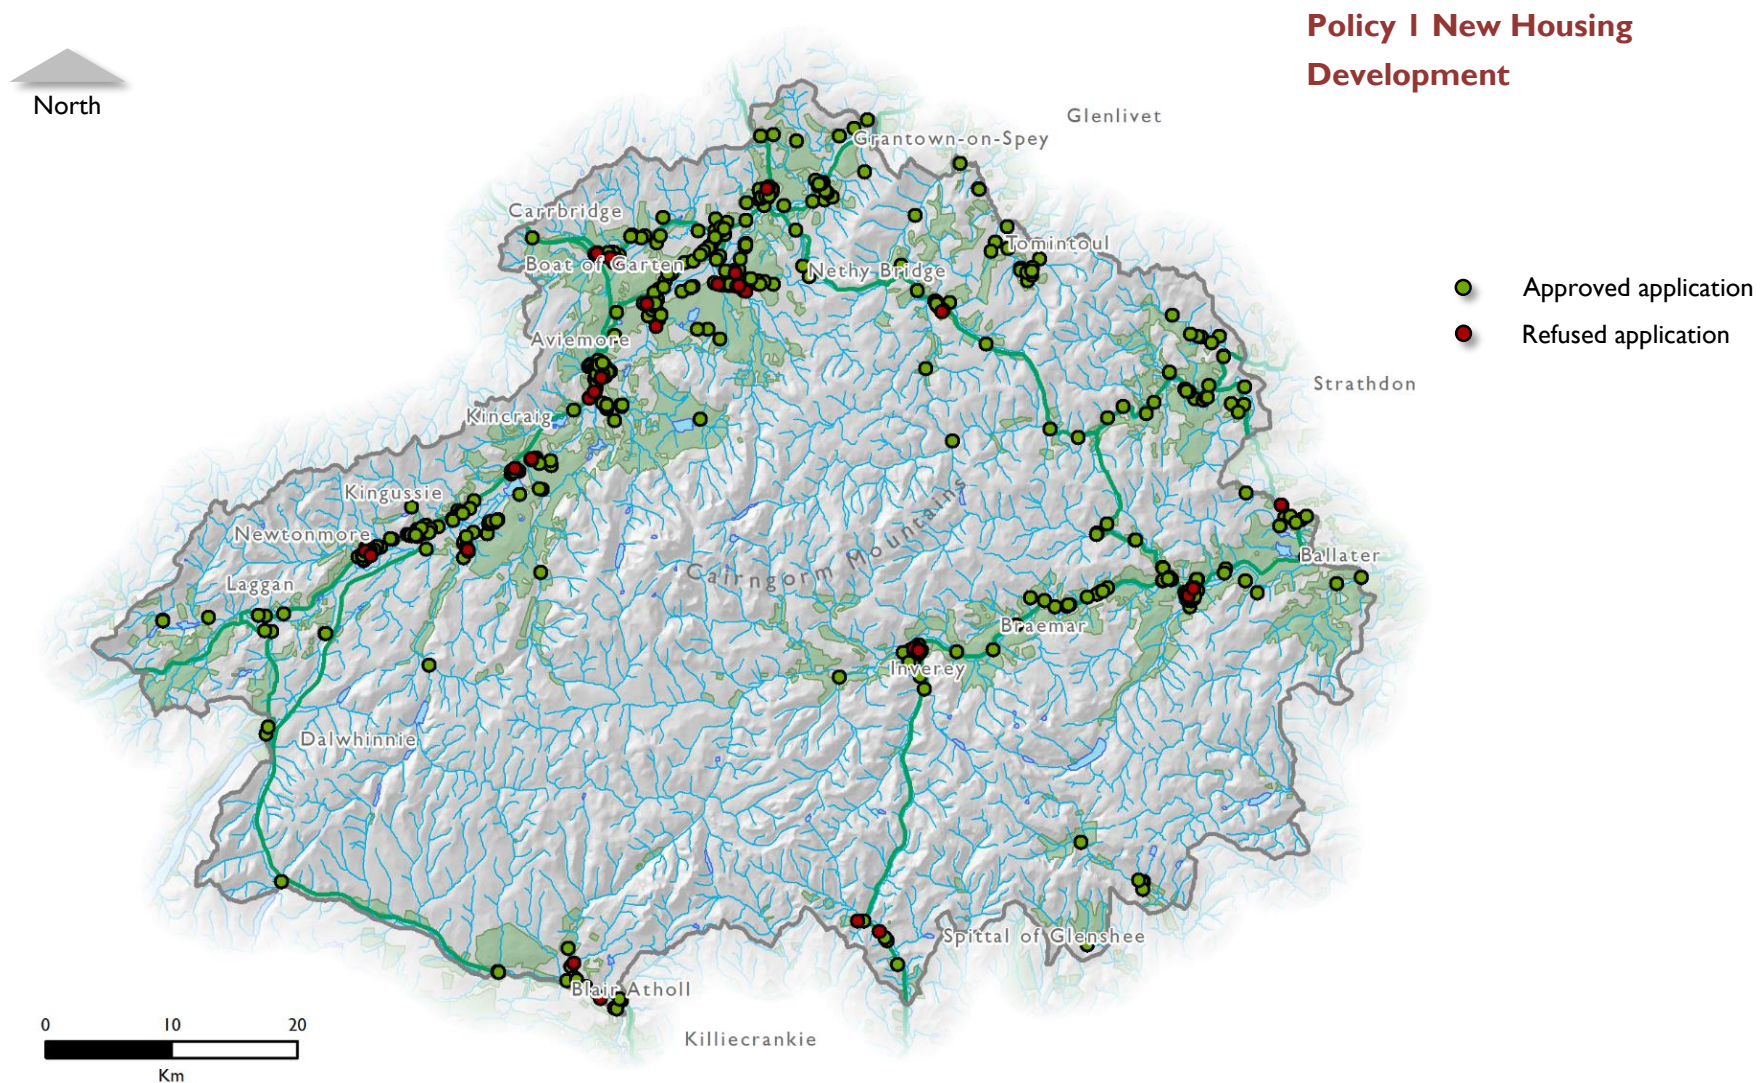 Policy 1 New Housing
Development
North
Glenlivet
Grantown-on-Spey
Carrbridge
Tomintoul
Boat of Garten
Nethy Bridge
Approved application
Refused application
Aviemore
Strathdon
Kincraig
Kingussie
Cairngorm Mountains
Newtonmore
Ballater
Laggan
Braemar
Inverey
Dalwhinnie
Spittal of Glenshee
Blair Atholl
Killiecrankie
0 10 20
Km